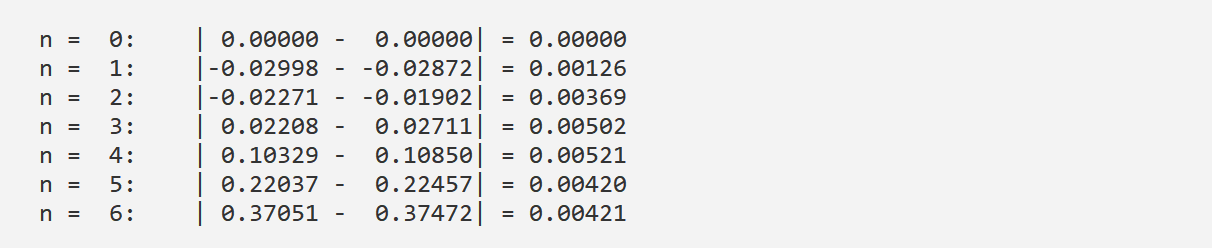 n =  0:    | 0.00000 -  0.00000| = 0.00000
n =  1:    |-0.02998 - -0.02872| = 0.00126
n =  2:    |-0.02271 - -0.01902| = 0.00369
n =  3:    | 0.02208 -  0.02711| = 0.00502
n =  4:    | 0.10329 -  0.10850| = 0.00521
n =  5:    | 0.22037 -  0.22457| = 0.00420
n =  6:    | 0.37051 -  0.37472| = 0.00421